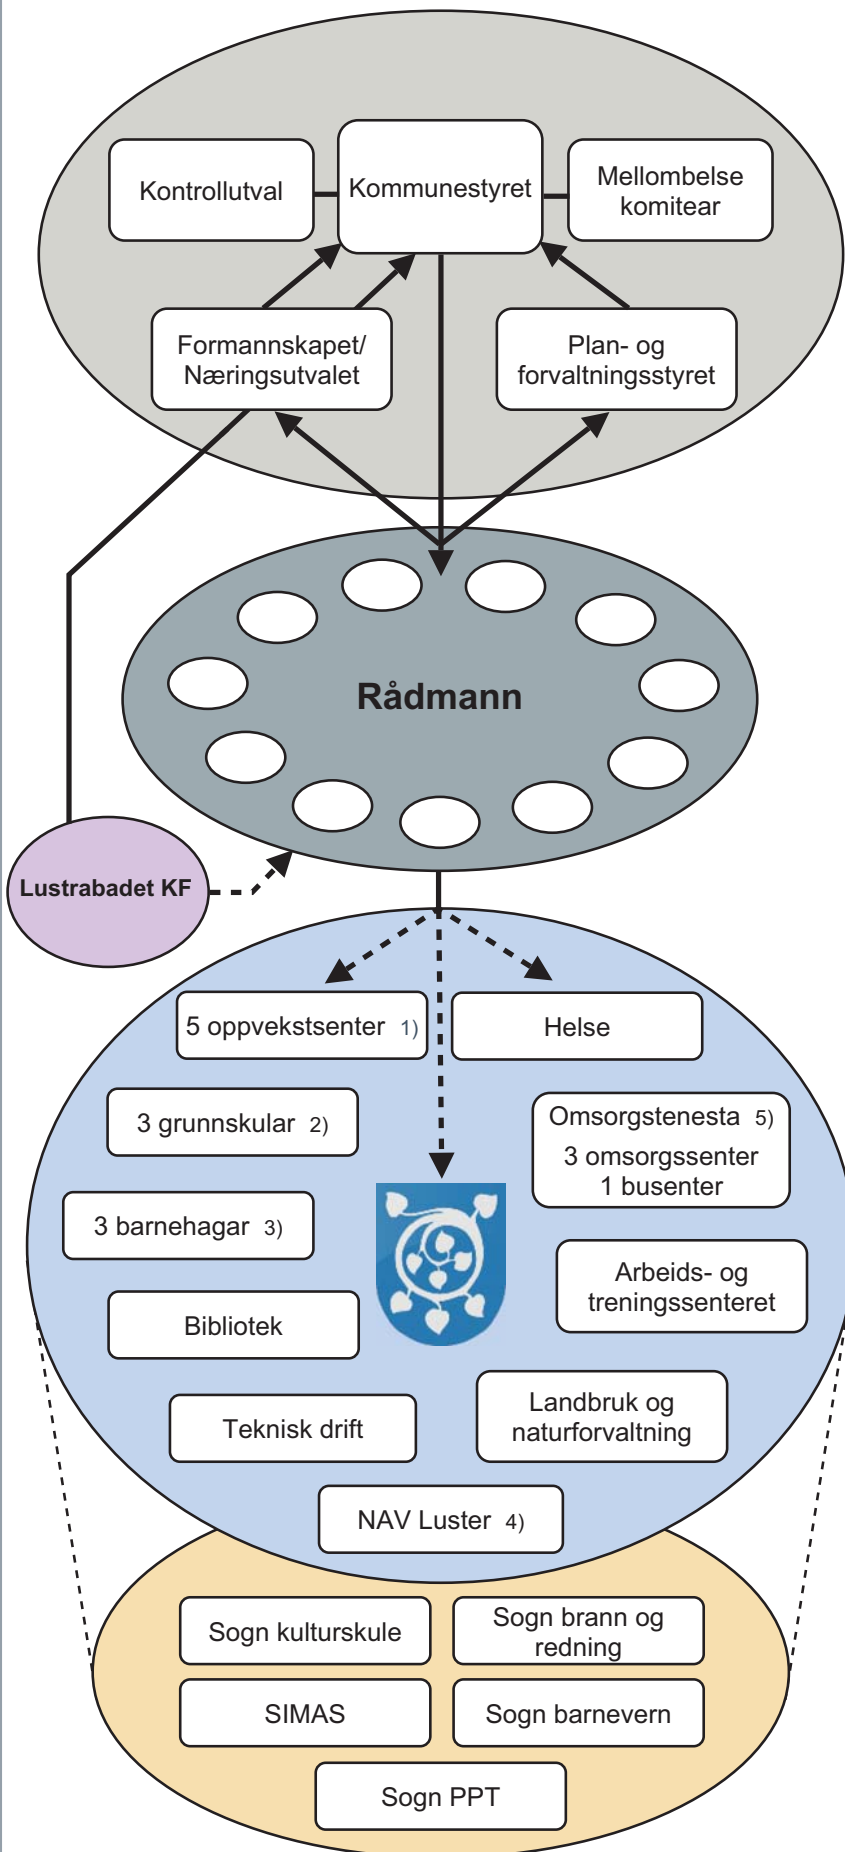 Kontrollutval
Kommunestyret
Mellombelse
komitear
Formannskapet/
Næringsutvalet
Plan- og
forvaltningsstyret
Rådmann
Lustrabadet KF
5 oppvekstsenter 1)
Helse
3 grunnskular 2)
Omsorgstenesta 5)
3 omsorgssenter
1 busenter
3 barnehagar 3)
Arbeids- og
treningssenteret
Bibliotek
Landbruk og
naturforvaltning
Teknisk drift
NAV Luster 4)
Sogn kulturskule
Sogn brann og
redning
SIMAS
Sogn barnevern
Sogn PPT